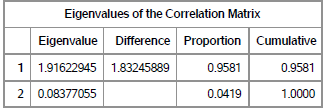 Eigenvalues of the Correlation Matrix
Eigenvalue Difference Proportion Cumulative
1 1.91622945 1.83245889 0.9581 0.9581
2 0.08377055 0.0419 1.0000